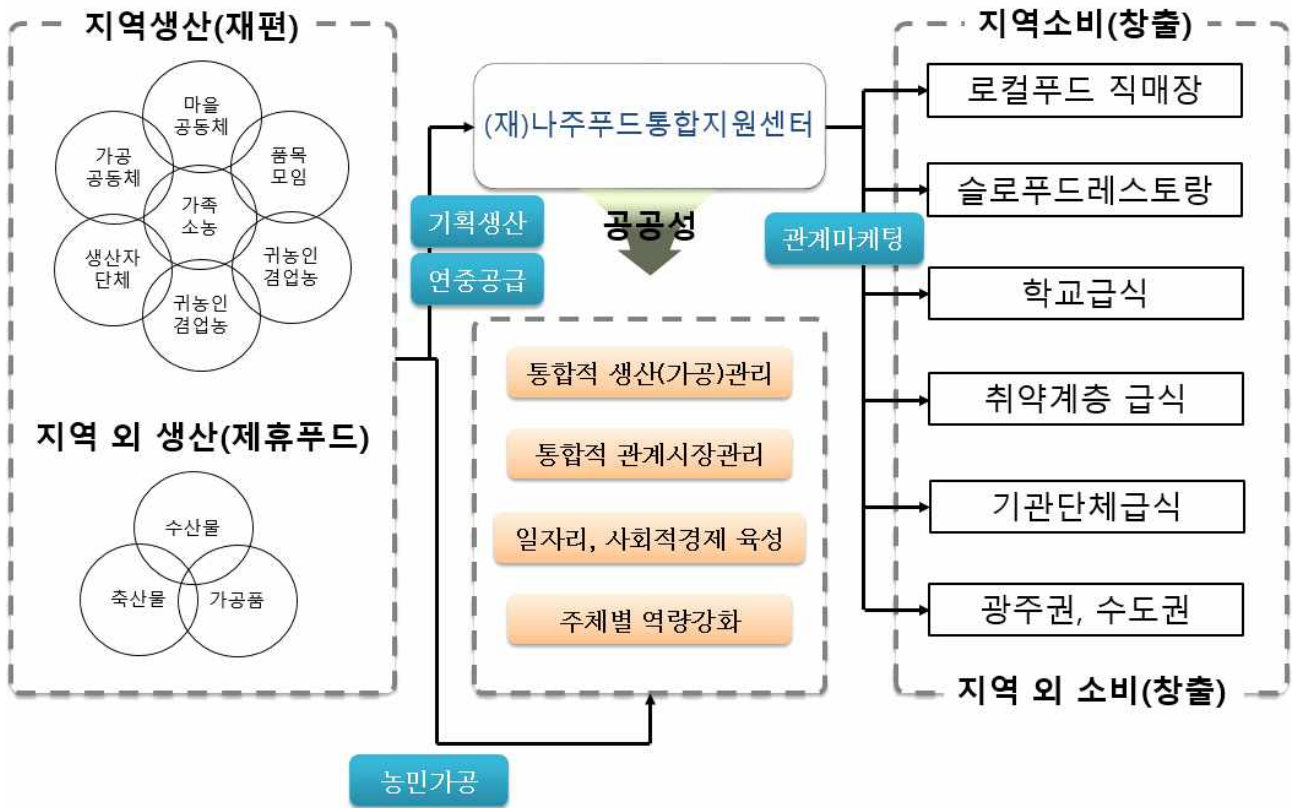 지역생산(재편)
마을
공동체
가공
공동체
품목
모임
가족
소농
생산자
단체
귀농인
겸업농
귀농인
겸업농
지역 외 생산(제휴푸드)
수산물
축산물
가공품
(재)나주푸드통합지원센터
기획생산
연중공급
공공성
관계마케팅
통합적 생산(가공)관리
통합적 관계시장관리
일자리, 사회적경제 육성
주체별 역량강화
농민가공
지역소비(창출)
로컬푸드 직매장
슬로푸드레스토랑
학교급식
취약계층 급식
기관단체급식
광주권, 수도권
지역 외 소비(창출)